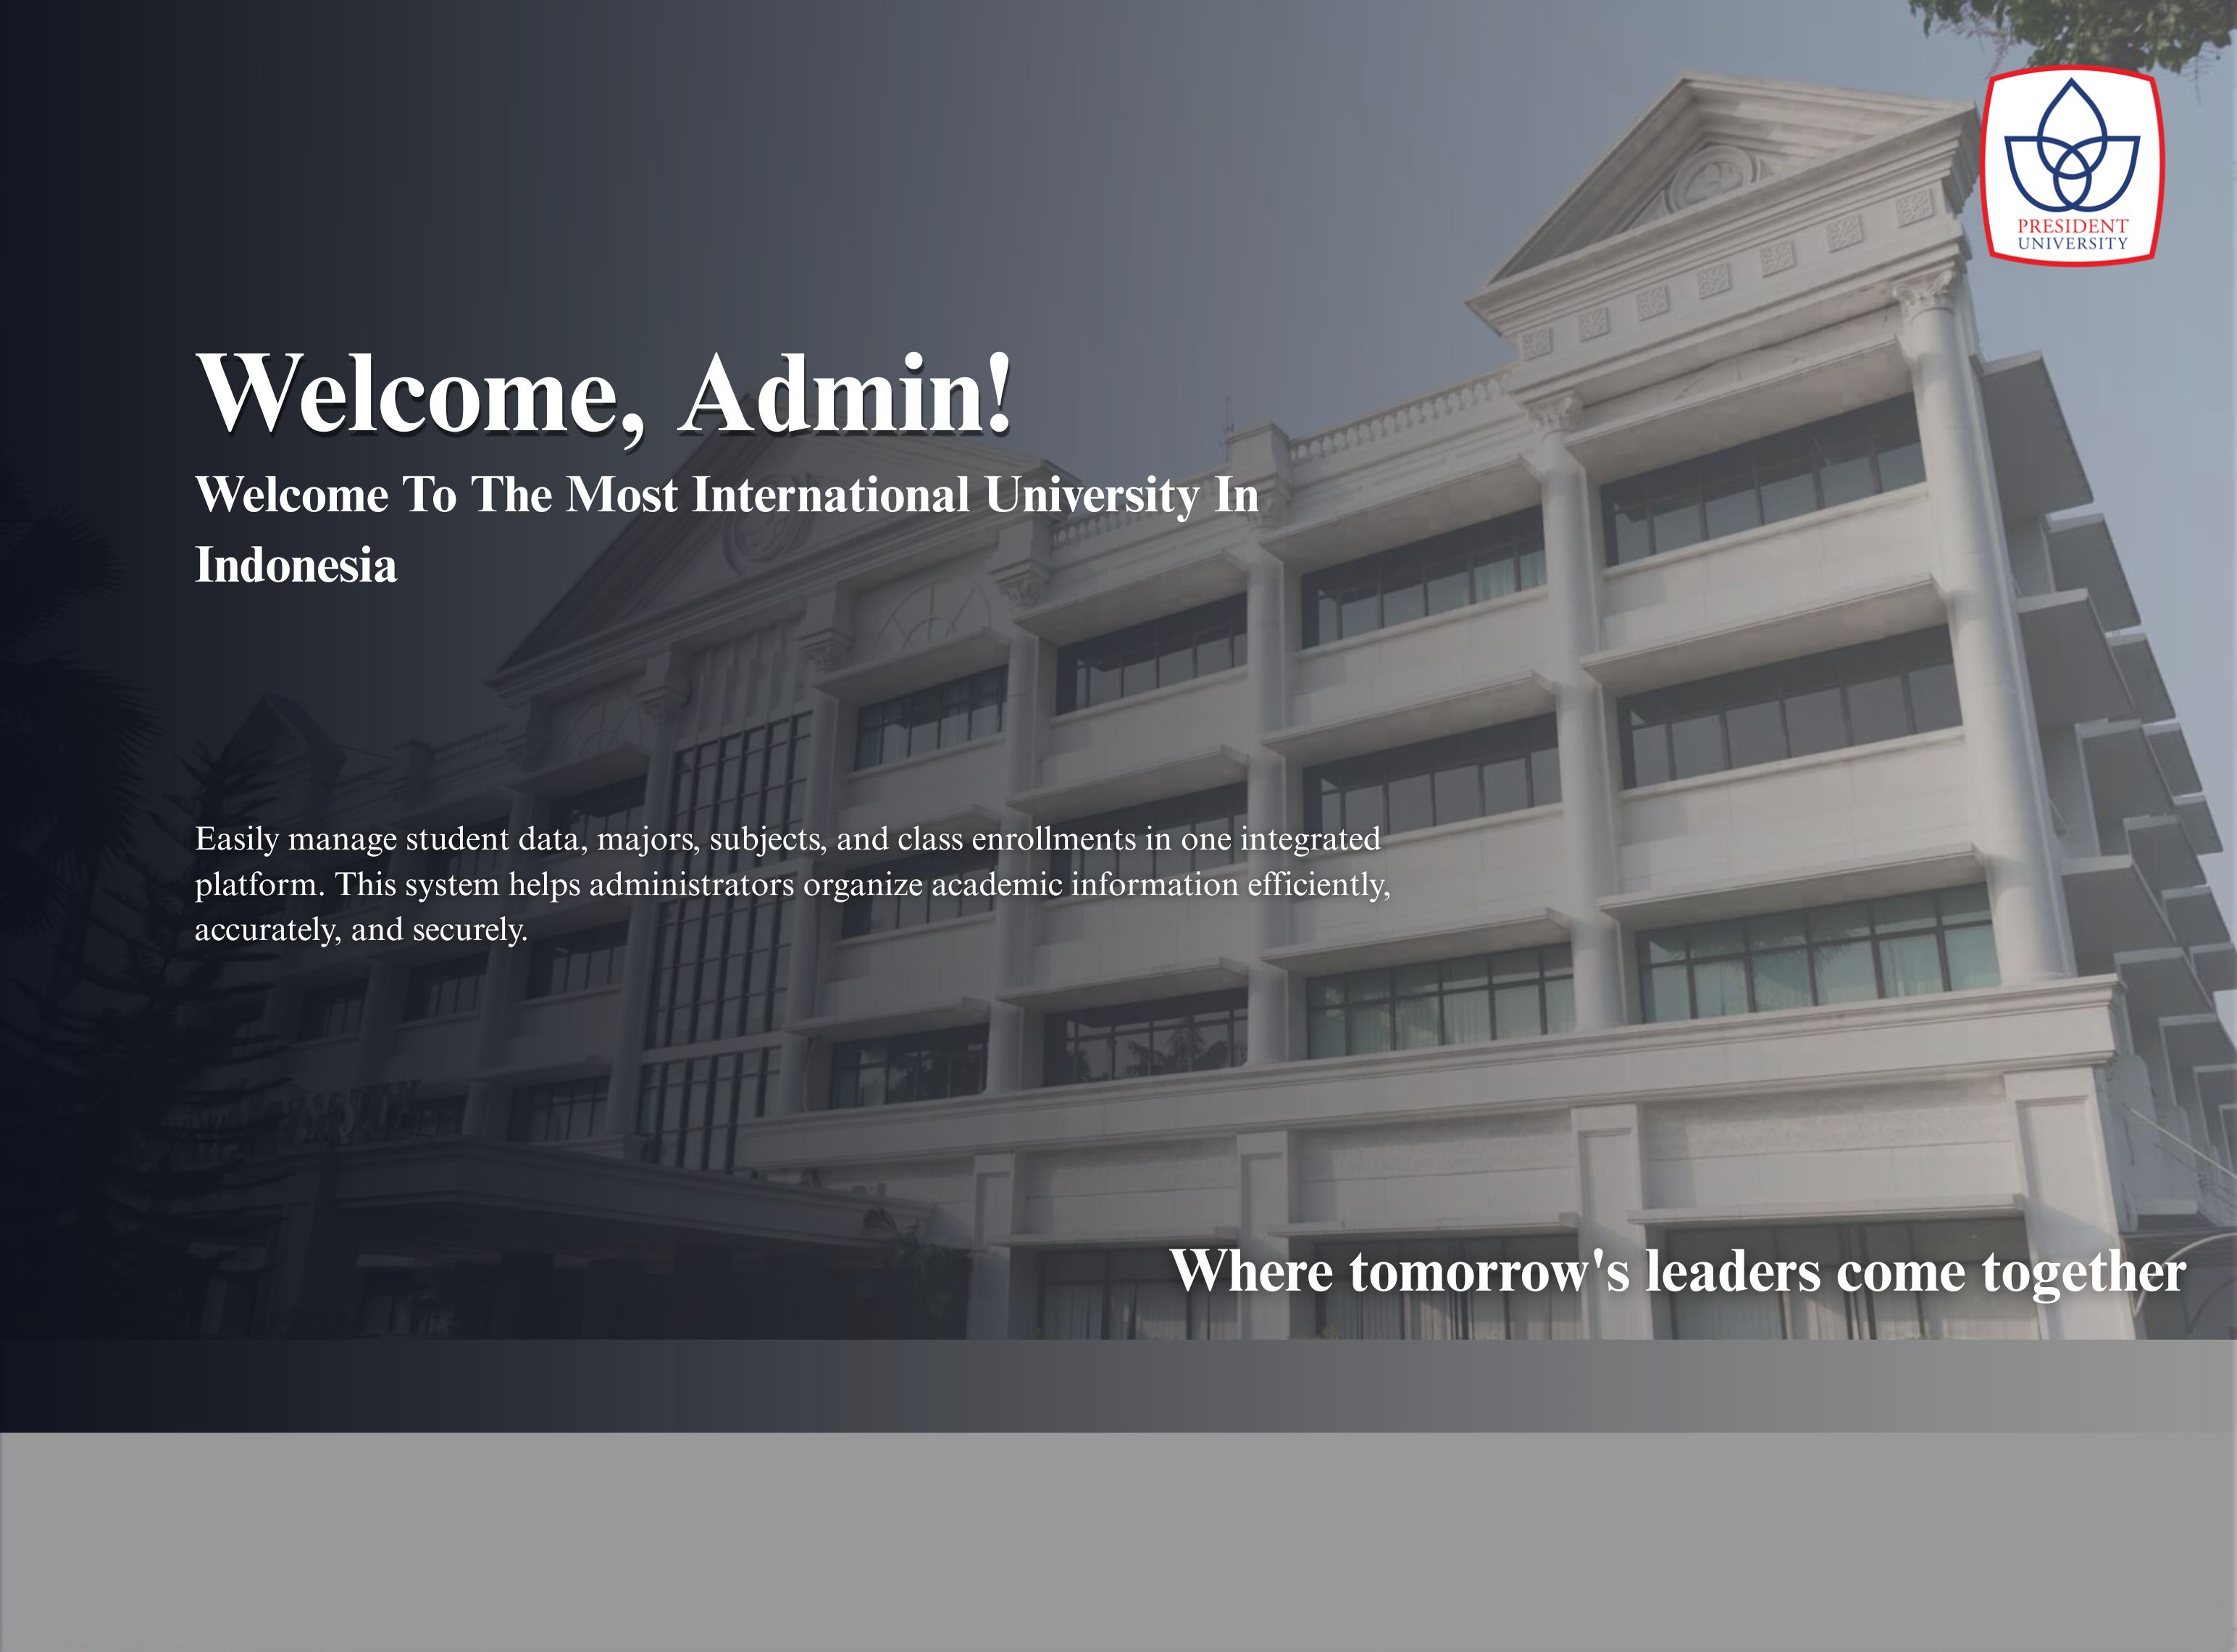 PRESIDENT
UNIVERSITY
Welcome, Admin!
Welcome To The Most International University In
Indonesia
Easily manage student data, majors, subjects, and class enrollments in one integrated
platform. This system helps administrators organize academic information efficiently,
accurately, and securely.
Where tomorrow's leaders come together